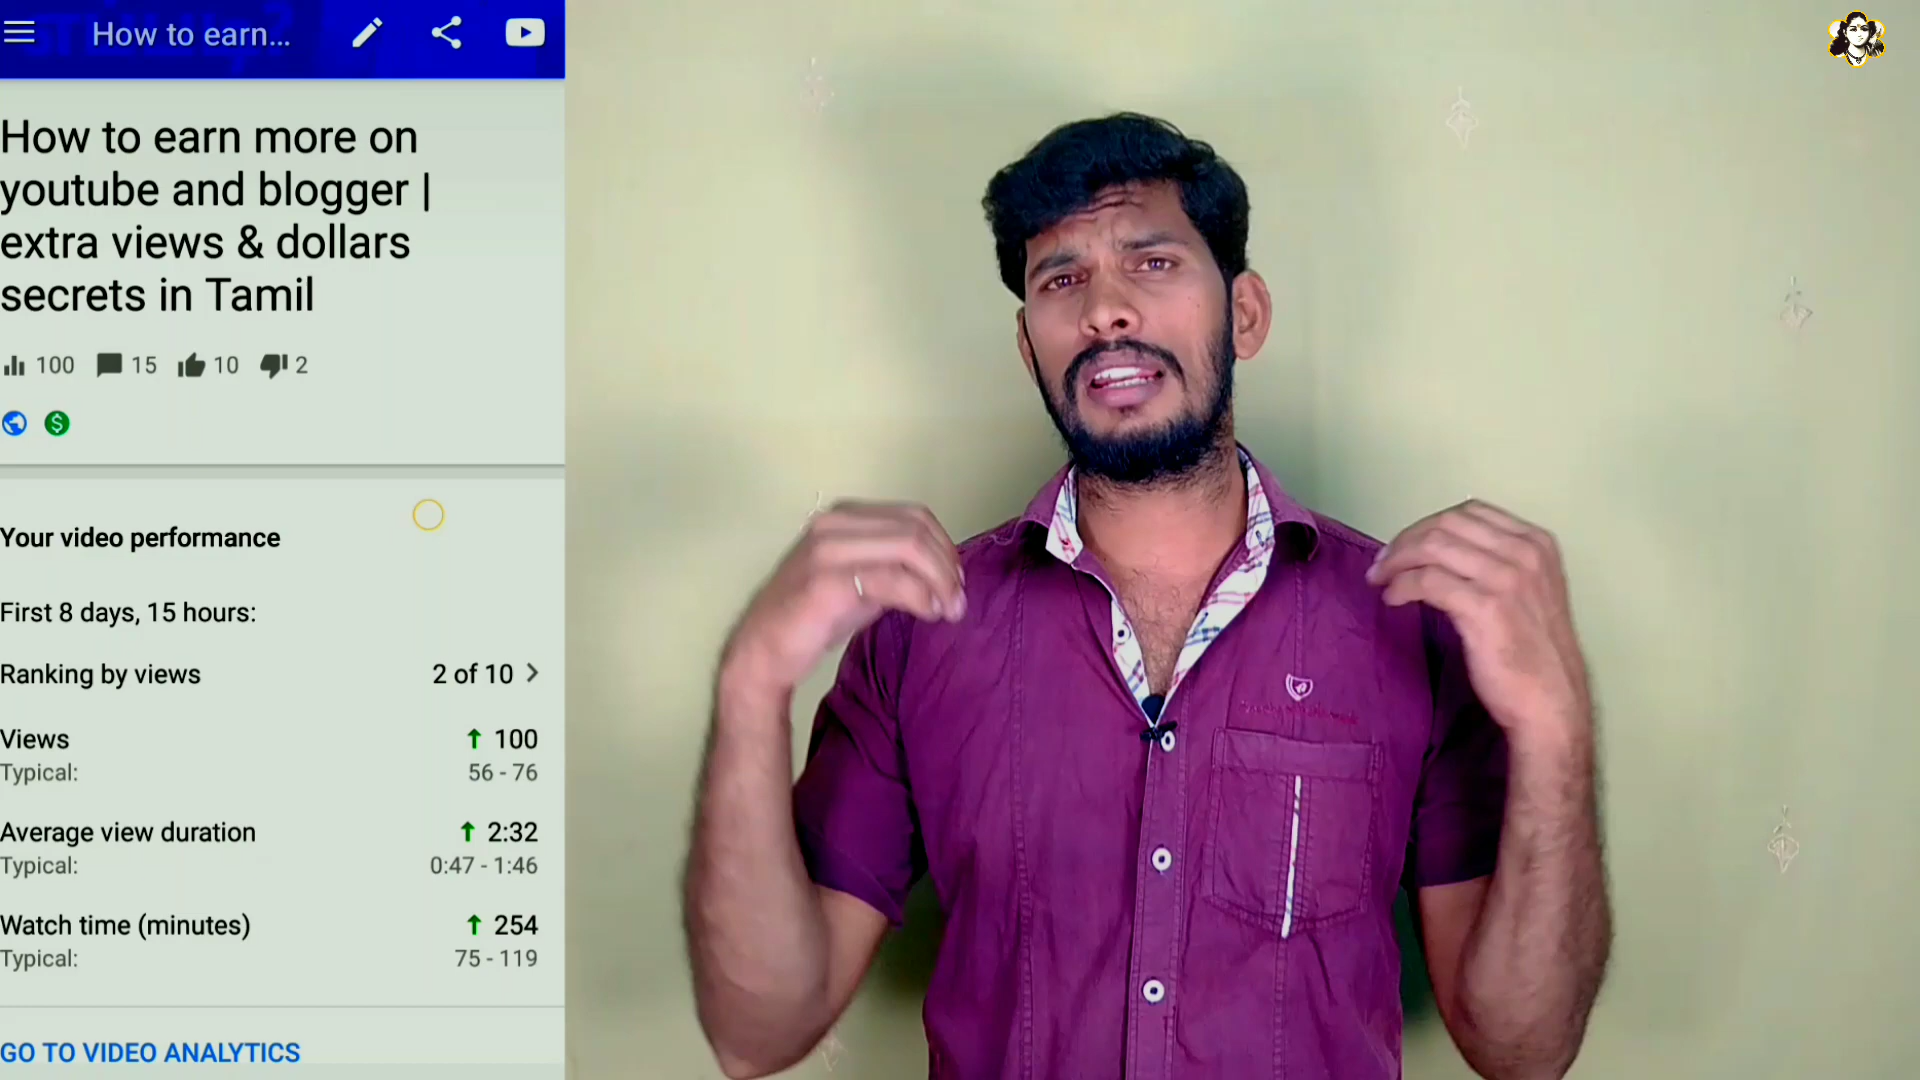 How to earn...
How to earn more on
youtube and blogger |
extra views & dollars
secrets in Tamil
100 15 10 2
Your video performance
First 8 days, 15 hours:
Ranking by views 2 of 10
Views 100
Typical: 56 - 76
Average view duration 2:32
Typical: 0:47 - 1:46
Watch time (minutes) 254
Typical: 75 - 119
GO TO VIDEO ANALYTICS